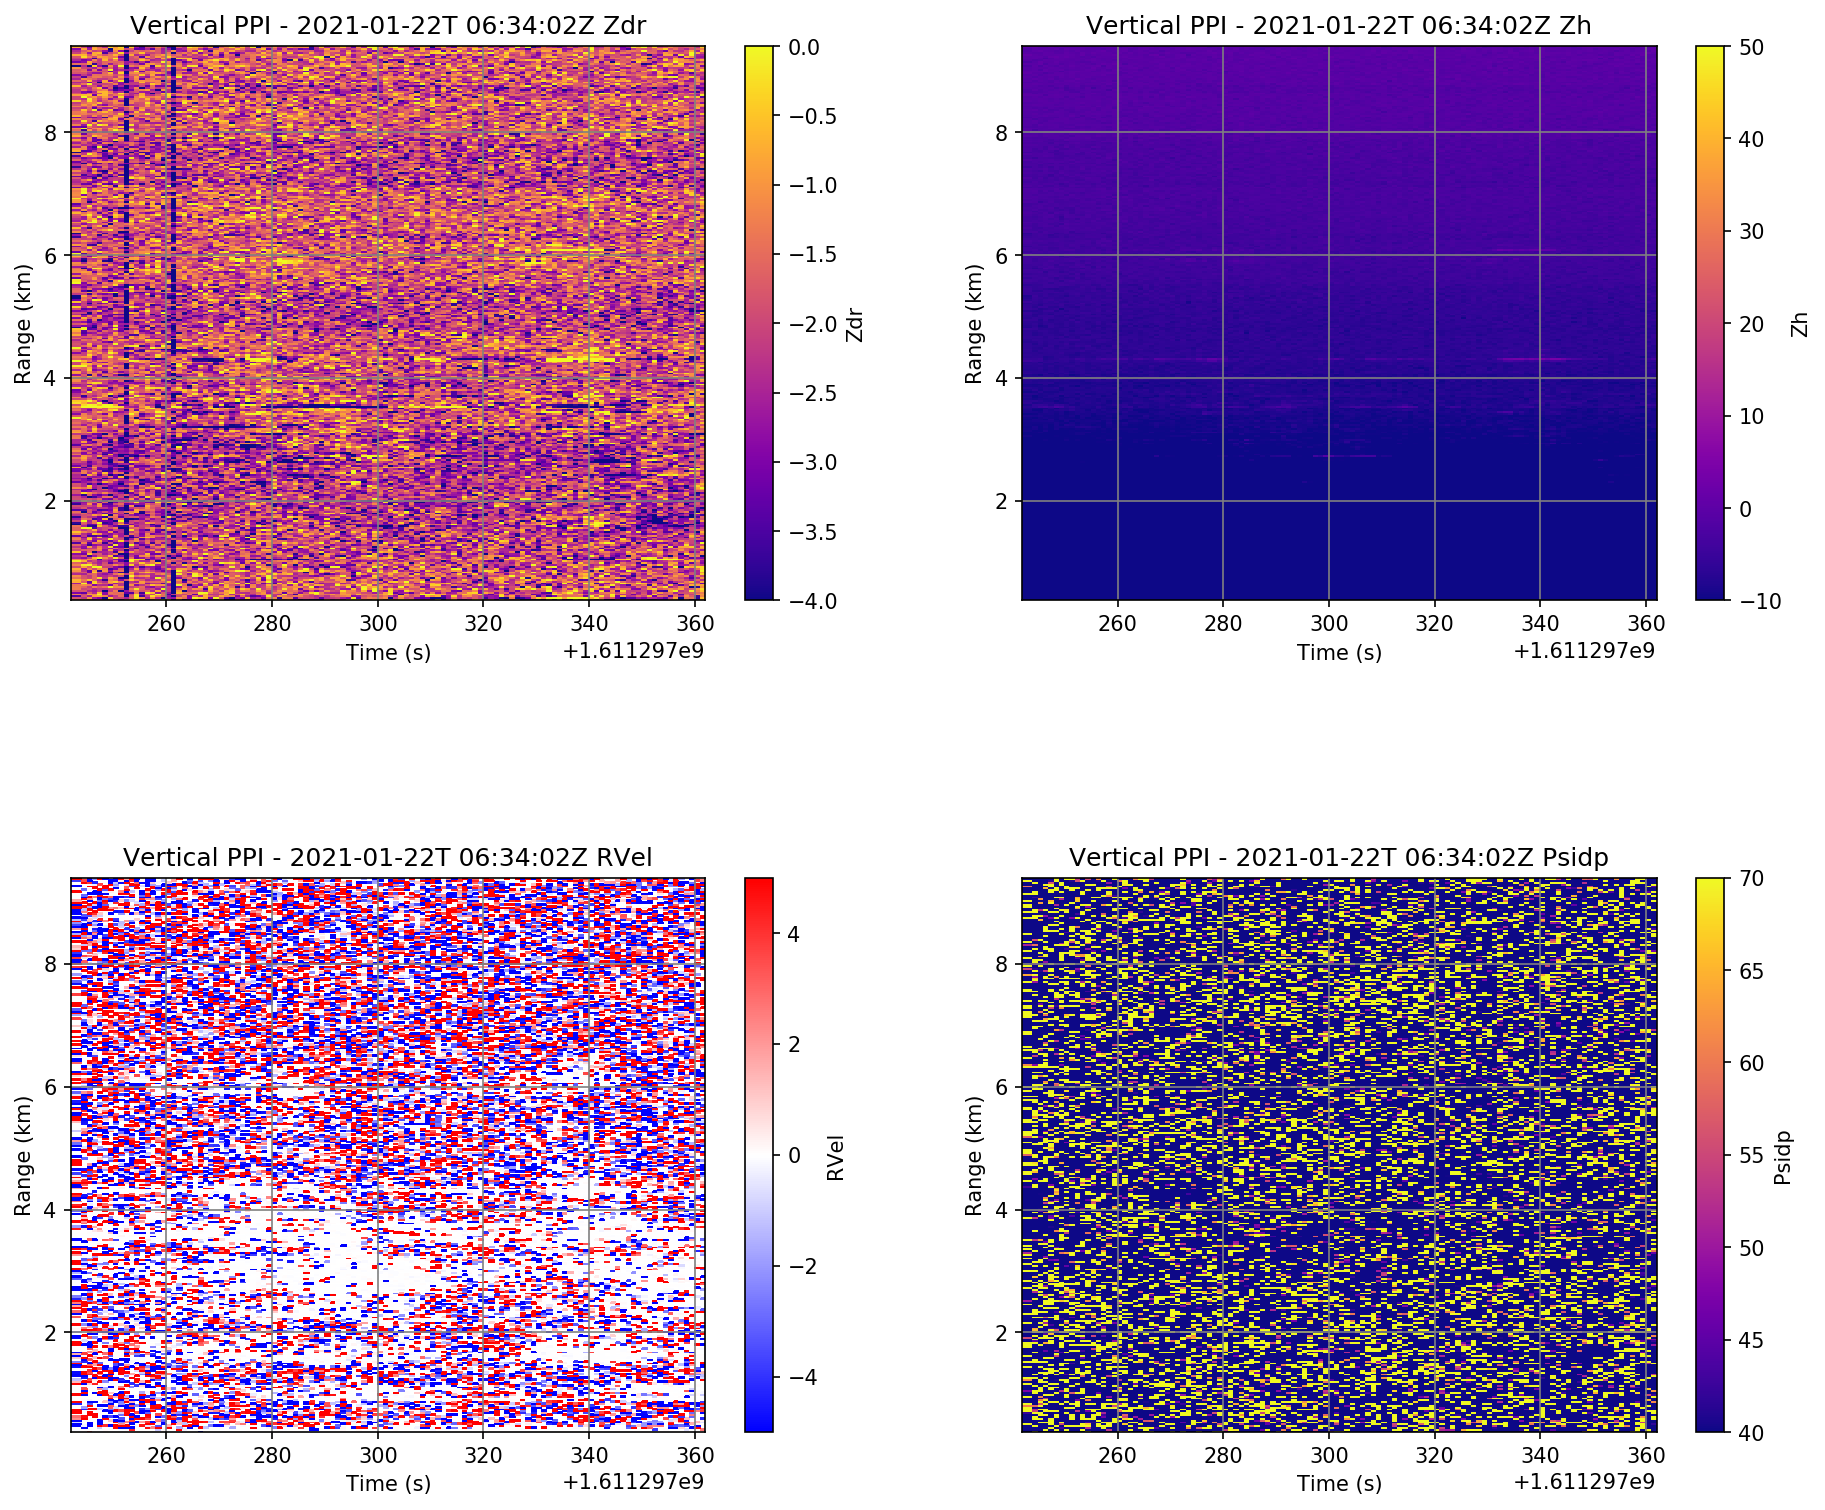 Vertical PPI - 2021-01-22T 06:34:02Z Zdr
Range (km)
8
6
4
2
260 280 300 320 340 360
Time (s)
+1.611297e9
0.0
−0.5
−1.0
−1.5
−2.0
−2.5
−3.0
−3.5
−4.0
Zdr
Vertical PPI - 2021-01-22T 06:34:02Z Zh
Range (km)
8
6
4
2
260 280 300 320 340 360
Time (s)
+1.611297e9
50
40
30
20
10
0
−10
Zh
Vertical PPI - 2021-01-22T 06:34:02Z RVel
Range (km)
8
6
4
2
260 280 300 320 340 360
Time (s)
+1.611297e9
4
2
0
−2
−4
RVel
Vertical PPI - 2021-01-22T 06:34:02Z Psidp
Range (km)
8
6
4
2
260 280 300 320 340 360
Time (s)
+1.611297e9
70
65
60
55
50
45
40
Psidp